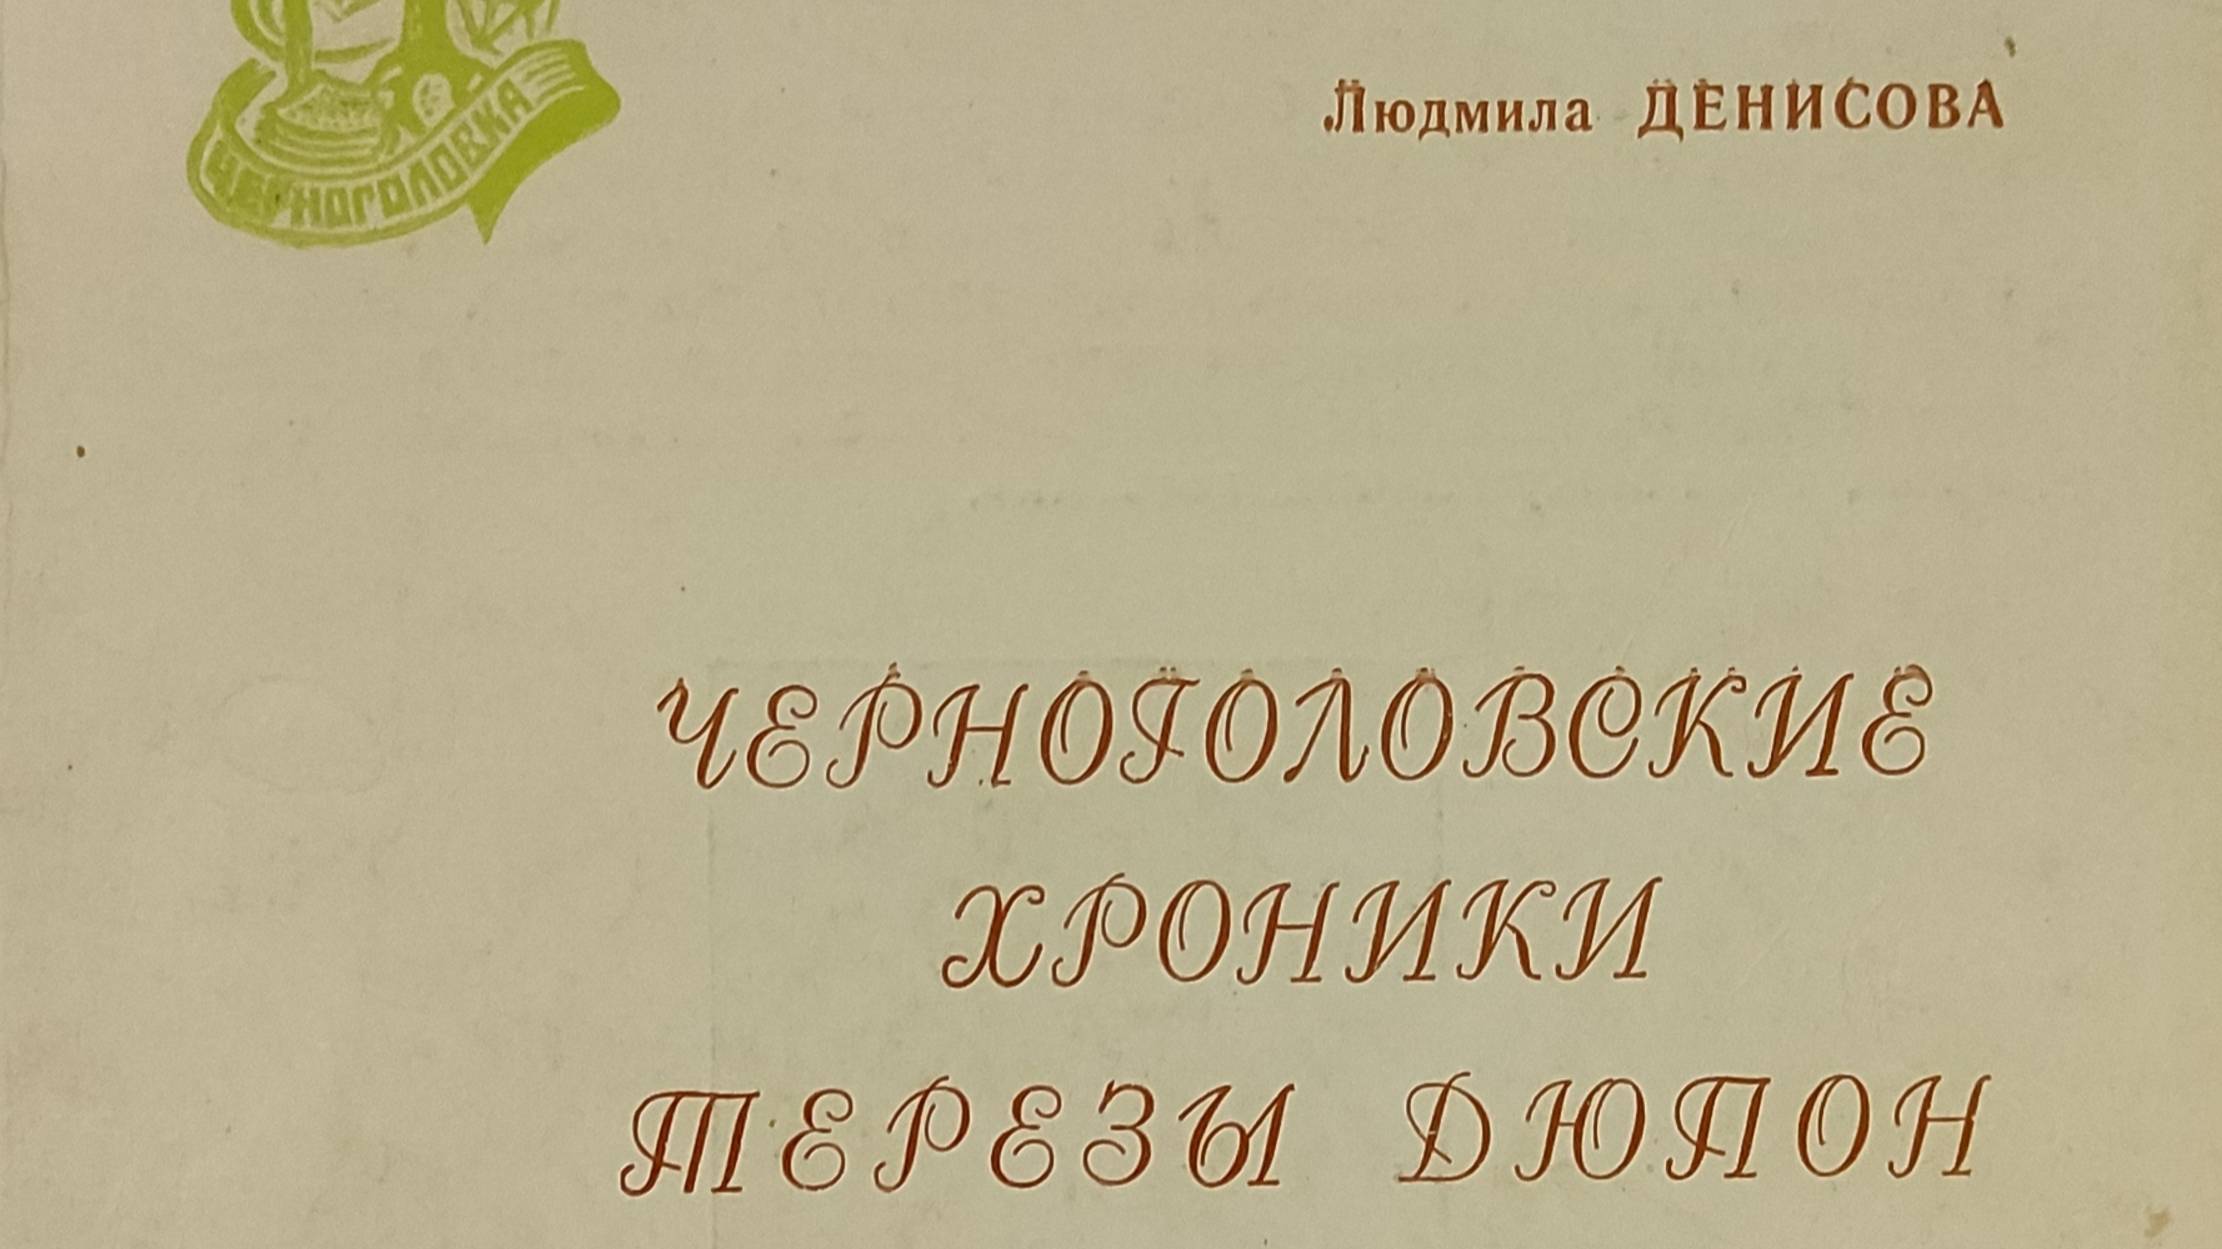 Людмила ДЕНИСОВА
ЧЕРНОГОЛОВКА
ЧЕРНОГОЛОВСКИЕ
ХРОНИКИ
ТЕРЕЗЫ ДЮПОН